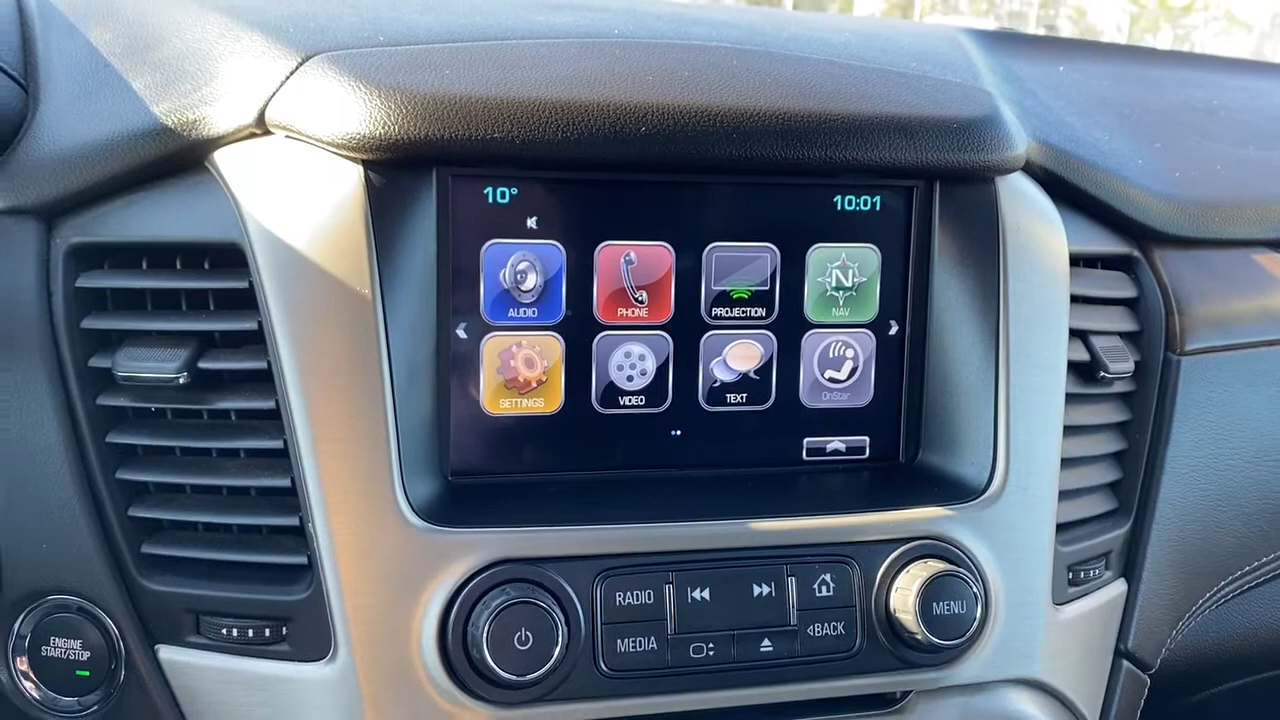 10°
10:01
AUDIO
PHONE
PROJECTION
N
NAV
SETTINGS
VIDEO
TEXT
OnStar
ENGINE
START/STOP
RADIO
MEDIA
BACK
MENU